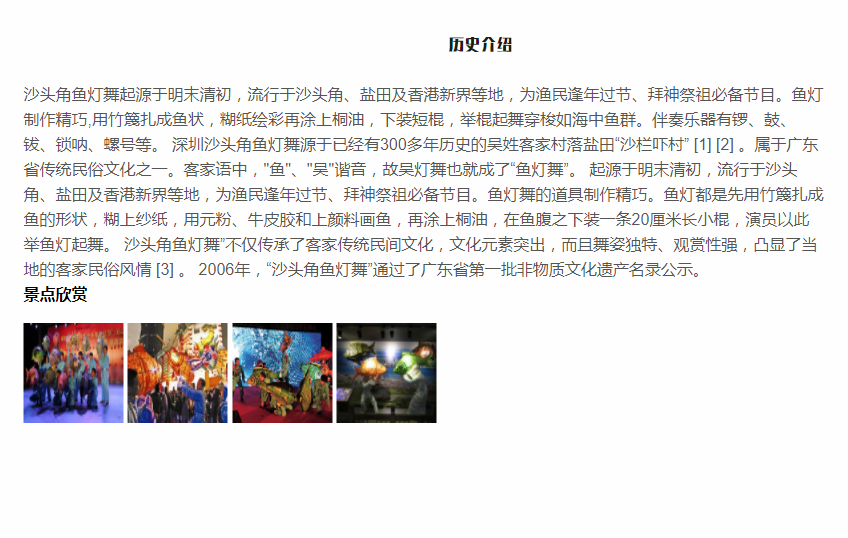 历史介绍
沙头角鱼灯舞起源于明末清初，流行于沙头角、盐田及香港新界等地，为渔民逢年过节、拜神祭祖必备节目。鱼灯
制作精巧,用竹篾扎成鱼状，糊纸绘彩再涂上桐油，下装短棍，举棍起舞穿梭如海中鱼群。伴奏乐器有锣、鼓、
钹、锁呐、螺号等。 深圳沙头角鱼灯舞源于已经有300多年历史的吴姓客家村落盐田“沙栏吓村” [1] [2] 。属于广东
省传统民俗文化之一。客家语中，"鱼"、"吴"谐音，故吴灯舞也就成了“鱼灯舞”。 起源于明末清初，流行于沙头
角、盐田及香港新界等地，为渔民逢年过节、拜神祭祖必备节目。鱼灯舞的道具制作精巧。鱼灯都是先用竹篾扎成
鱼的形状，糊上纱纸，用元粉、牛皮胶和上颜料画鱼，再涂上桐油，在鱼腹之下装一条20厘米长小棍，演员以此
举鱼灯起舞。 沙头角鱼灯舞”不仅传承了客家传统民间文化，文化元素突出，而且舞姿独特、观赏性强，凸显了当
地的客家民俗风情 [3] 。 2006年，“沙头角鱼灯舞”通过了广东省第一批非物质文化遗产名录公示。
景点欣赏